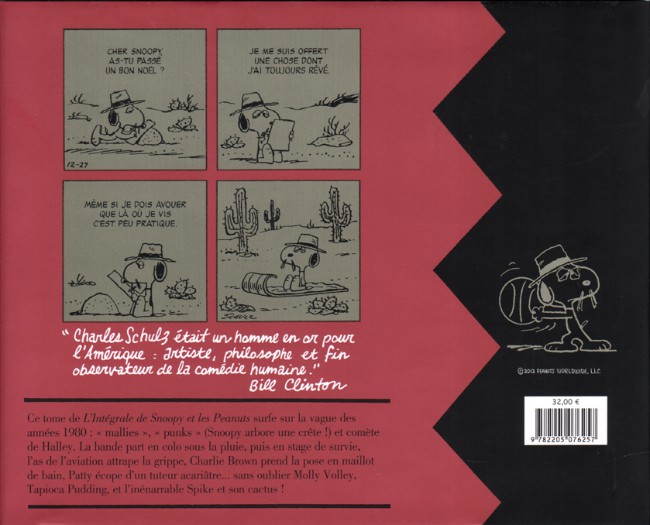 CHER SNOOPY,
AS-TU PASSÉ
UN BON NOËL ?
12-27
JE ME SUIS OFFERT
UNE CHOSE DONT
J'AI TOUJOURS RÊVÉ.
MÊME SI JE DOIS AVOUER
QUE LÀ OÙ JE VIS
C'EST PEU PRATIQUE.
"Charles Schulz était un homme en or pour
l'Amérique : artiste, philosophe et fin
observateur de la comédie humaine."
Bill Clinton
Ce tome de L'Intégrale de Snoopy et les Peanuts surfe sur la vague des
années 1980 : « mallies », « punks » (Snoopy arbore une crête !) et comète
de Halley. La bande part en colo sous la pluie, puis en stage de survie,
l'as de l'aviation attrape la grippe, Charlie Brown prend la pose en maillot
de bain, Patty écope d'un tuteur acariâtre... sans oublier Molly Volley,
Tapioca Pudding, et l'inénarrable Spike et son cactus !
©2013 PEANUTS WORLDWIDE, LLC
32,00 €
9 782205 076257